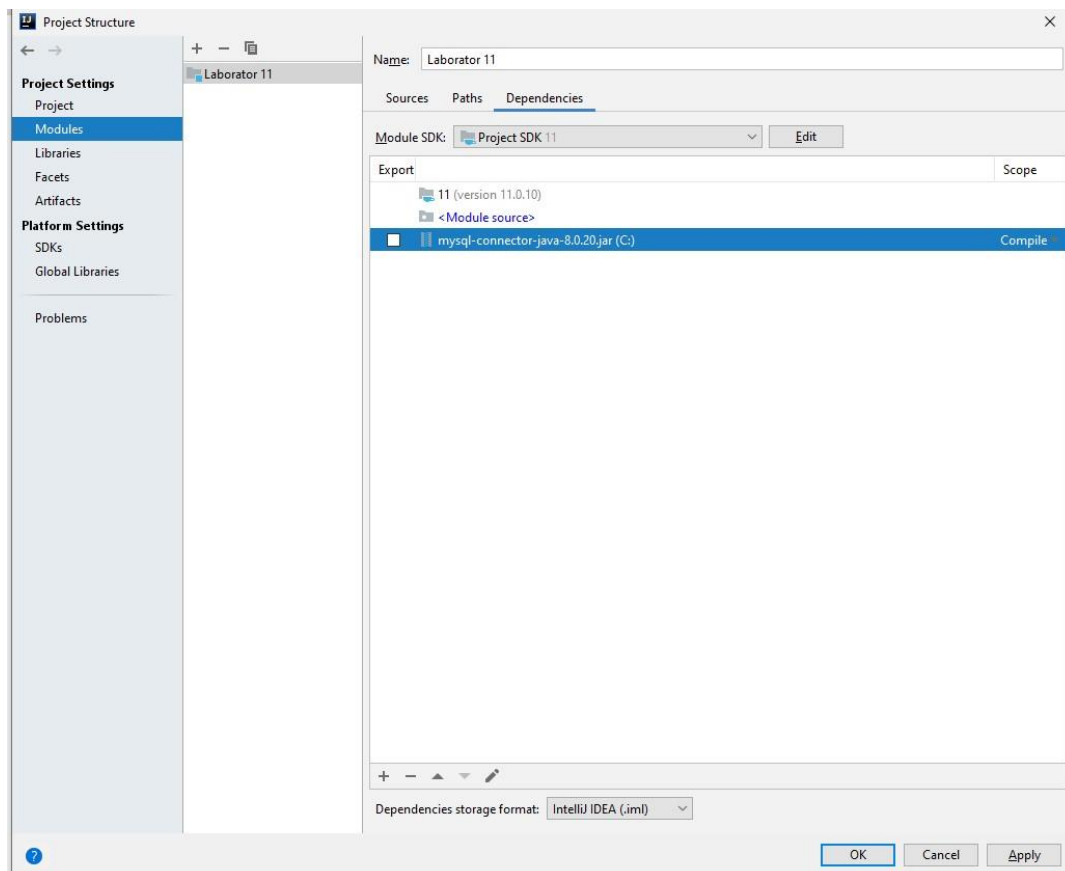 Project Structure
Project Settings
Project
Modules
Libraries
Facets
Artifacts
Platform Settings
SDKs
Global Libraries
Problems
Laborator 11
Name: Laborator 11
Sources Paths Dependencies
Module SDK: Project SDK 11 Edit
Export Scope
11 (version 11.0.10)
<Module source>
mysql-connector-java-8.0.20.jar (C:) Compile
Dependencies storage format: IntelliJ IDEA (.iml)
? OK Cancel Apply